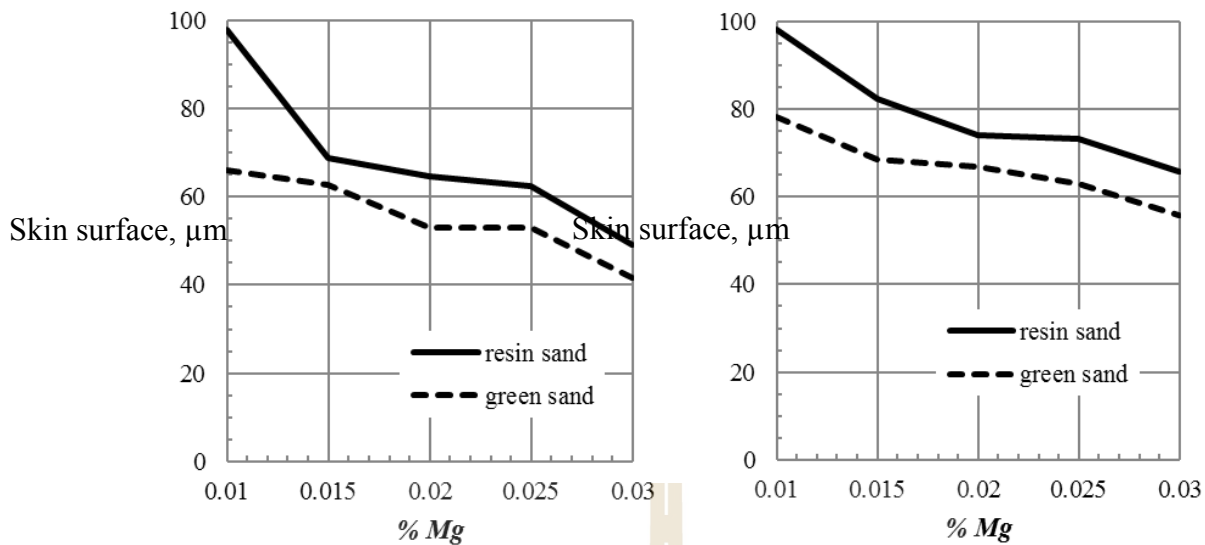 100
80
60
Skin surface, µm
40
20
0
resin sand
green sand
0.01 0.015 0.02 0.025 0.03
% Mg
100
80
60
Skin surface, µm
40
20
0
resin sand
green sand
0.01 0.015 0.02 0.025 0.03
% Mg